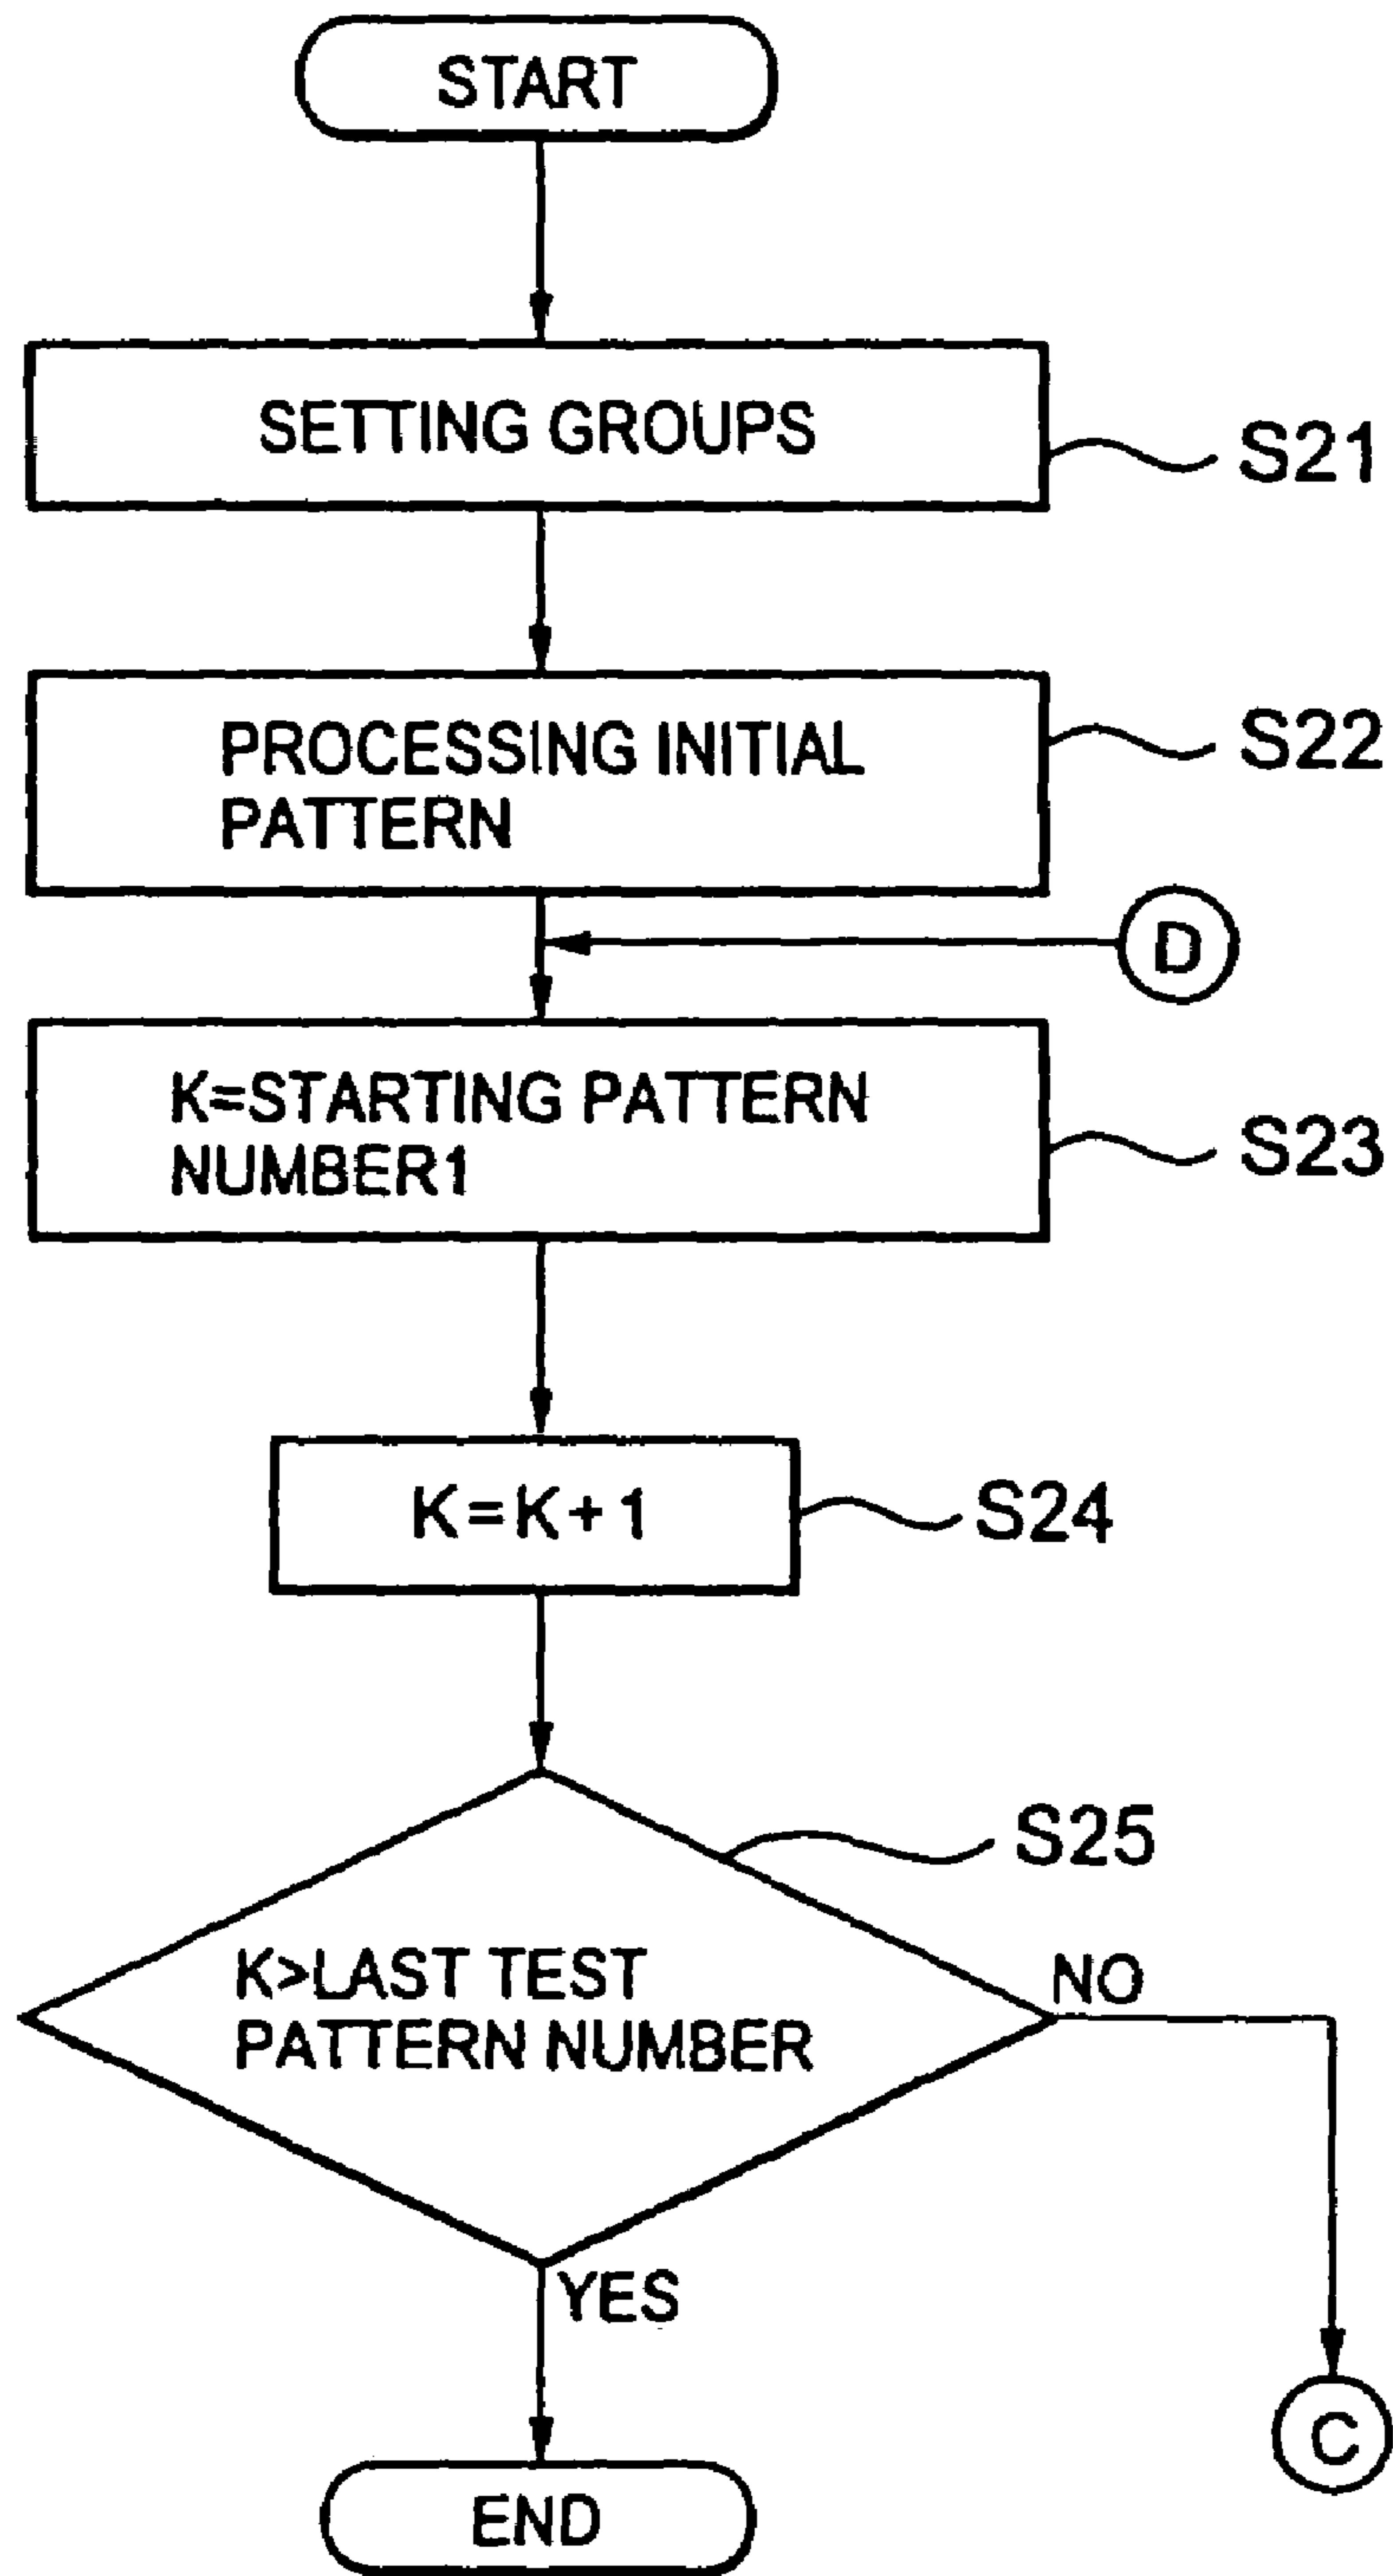 START
SETTING GROUPS
S21
PROCESSING INITIAL
PATTERN
S22
D
K=STARTING PATTERN
NUMBER1
S23
K=K+1
S24
S25
K>LAST TEST
PATTERN NUMBER
NO
YES
C
END